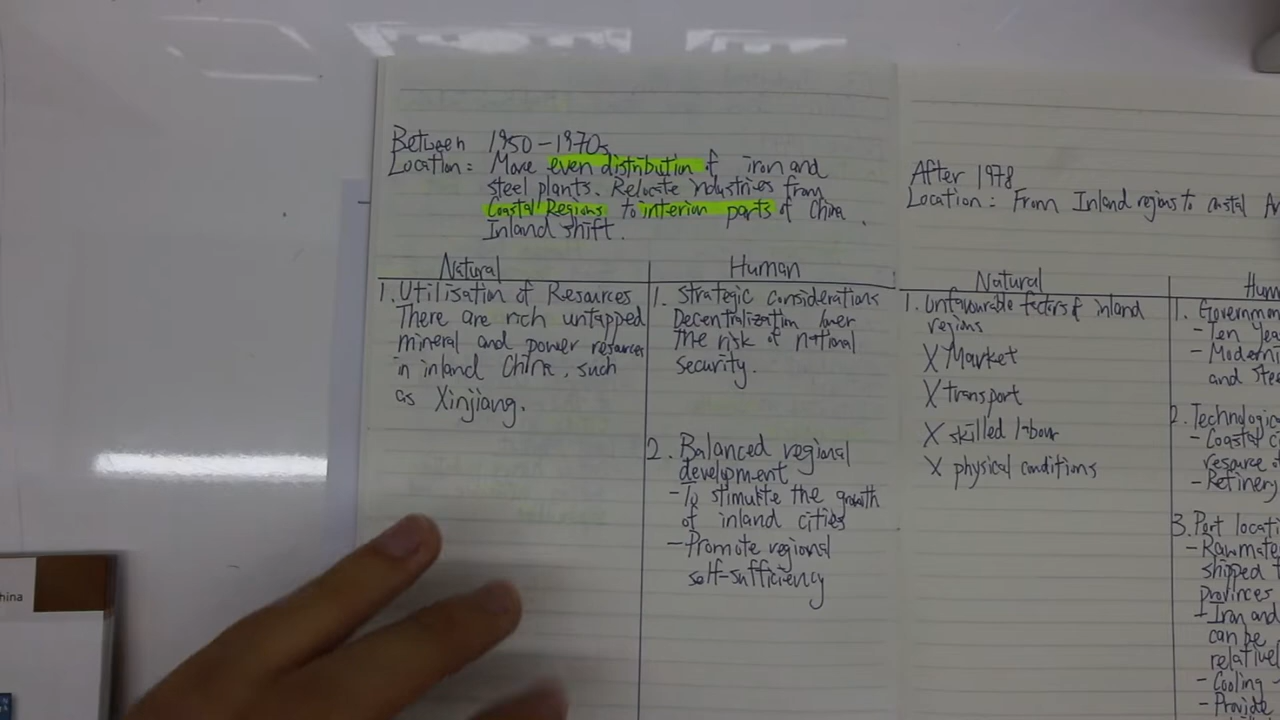 Between 1950-1970s
Location: More even distribution of iron and
steel plants. Relocate industries from
Coastal Regions to interior parts of China.
Inland shift.
Natural
1. Utilisation of Resources
There are rich untapped
mineral and power resources
in inland China, such
as Xinjiang.
Human
1. Strategic considerations
Decentralization lower
the risk of national
security.
2. Balanced regional
development
- To stimulate the growth
of inland cities
- Promote regional
self-sufficiency
After 1978
Location: From Inland regions to coastal
Natural
1. Unfavourable factors of inland
regions
X Market
X transport
X skilled labour
X physical conditions
Hum
1. Governmen
- Ten Yea
- Moderni
and stee
2. Technologic
- Coastal ci
resource
- Refinery
3. Port locati
- Raw mate
shipped t
provinces
- Iron and
can be
relativel
- Cooling
- Provide
hina